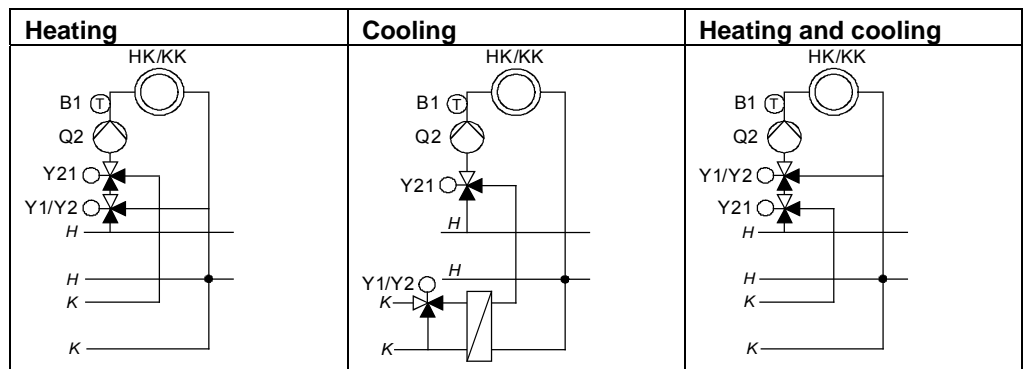 Heating
HK/KK
B1 T
Q2
Y21
Y1/Y2
H
H
K
K
Cooling
HK/KK
B1 T
Q2
Y21
H
H
Y1/Y2
K
K
Heating and cooling
HK/KK
B1 T
Q2
Y1/Y2
Y21
H
H
K
K